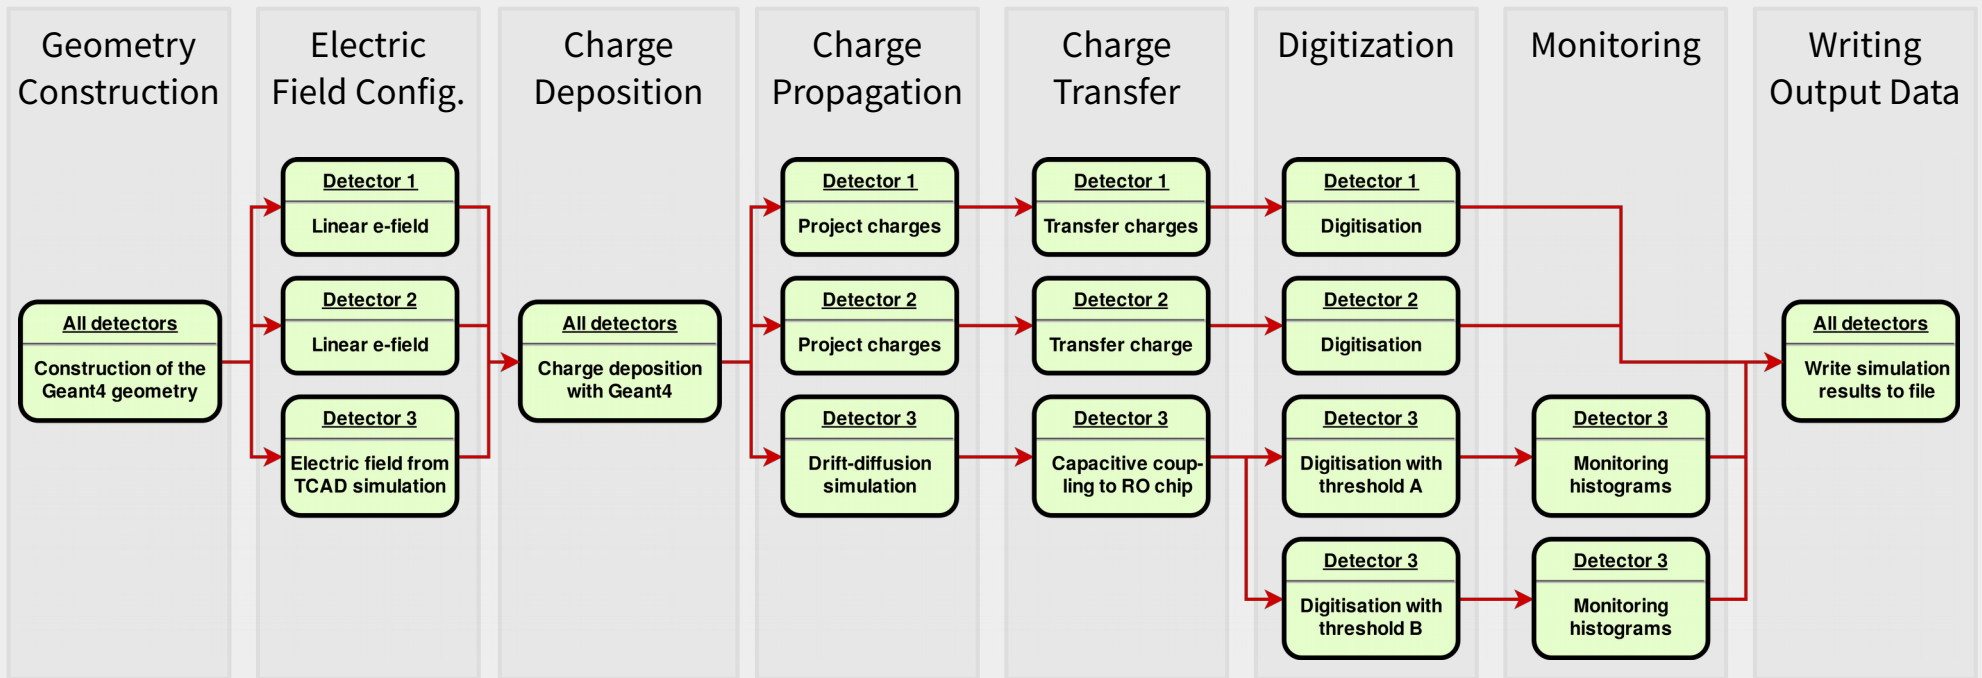 Geometry
Construction
Electric
Field Config.
Charge
Deposition
Charge
Propagation
Charge
Transfer
Digitization
Monitoring
Writing
Output Data
All detectors
Construction of the
Geant4 geometry
Detector 1
Linear e-field
Detector 2
Linear e-field
Detector 3
Electric field from
TCAD simulation
All detectors
Charge deposition
with Geant4
Detector 1
Project charges
Detector 2
Project charges
Detector 3
Drift-diffusion
simulation
Detector 1
Transfer charges
Detector 2
Transfer charge
Detector 3
Capacitive coup-
ling to RO chip
Detector 1
Digitisation
Detector 2
Digitisation
Detector 3
Digitisation with
threshold A
Detector 3
Digitisation with
threshold B
Detector 3
Monitoring
histograms
Detector 3
Monitoring
histograms
All detectors
Write simulation
results to file